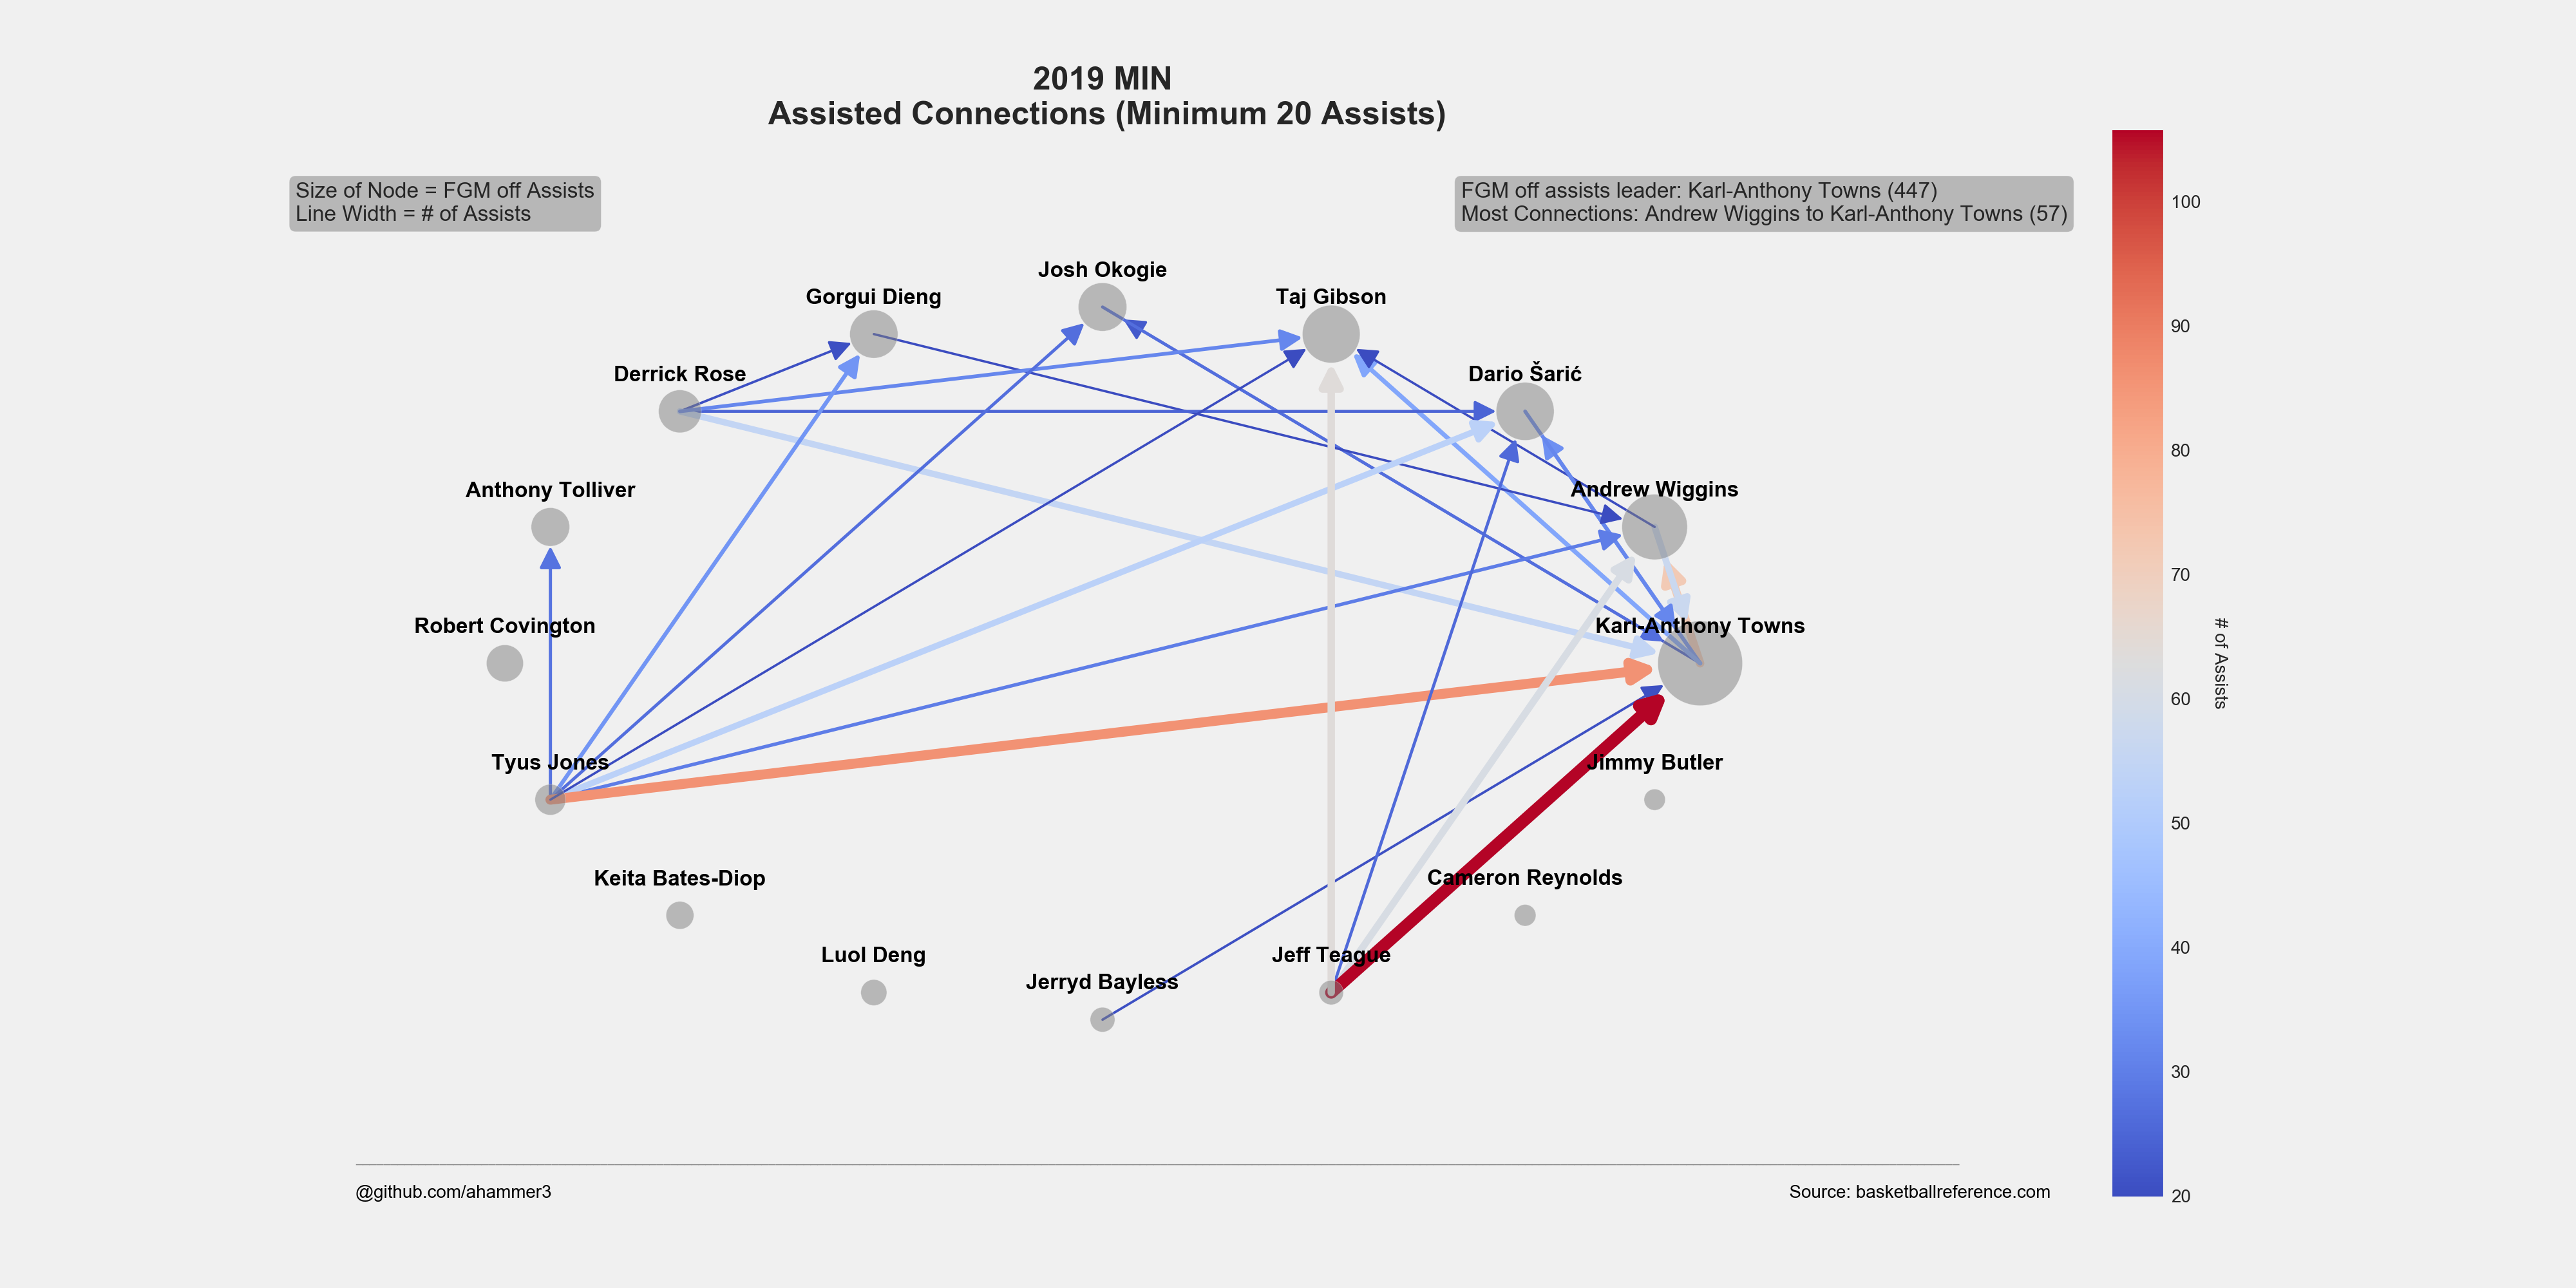 2019 MIN
Assisted Connections (Minimum 20 Assists)
Size of Node = FGM off Assists
Line Width = # of Assists
FGM off assists leader: Karl-Anthony Towns (447)
Most Connections: Andrew Wiggins to Karl-Anthony Towns (57)
Josh Okogie
Gorgui Dieng
Taj Gibson
Derrick Rose
Dario Šarić
Anthony Tolliver
Andrew Wiggins
Robert Covington
Karl-Anthony Towns
Tyus Jones
Jimmy Butler
Keita Bates-Diop
Cameron Reynolds
Luol Deng
Jeff Teague
Jerryd Bayless
100
90
80
70
60
50
40
30
20
# of Assists
@github.com/ahammer3
Source: basketballreference.com